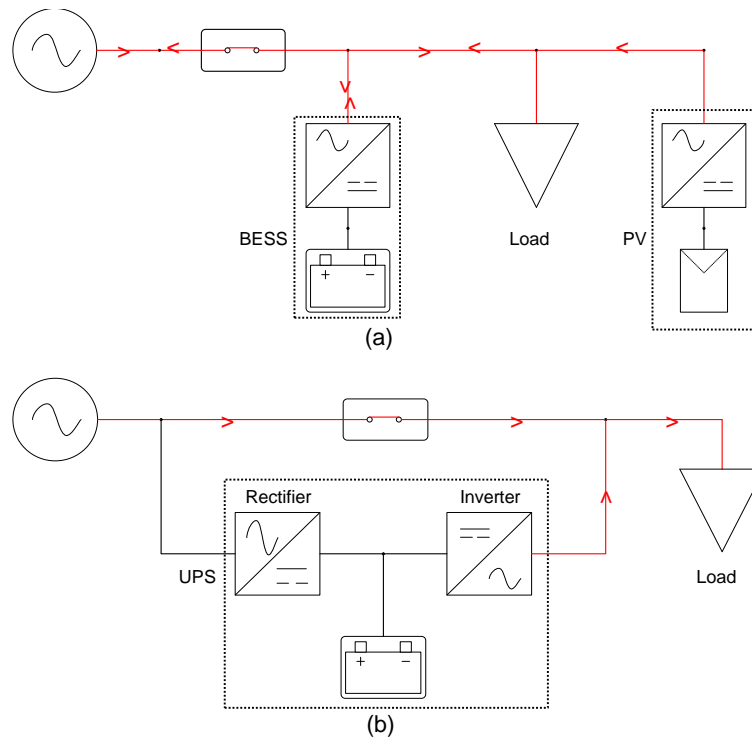 BESS
Load
PV
+ −
(a)
Rectifier
Inverter
UPS
Load
+ −
(b)